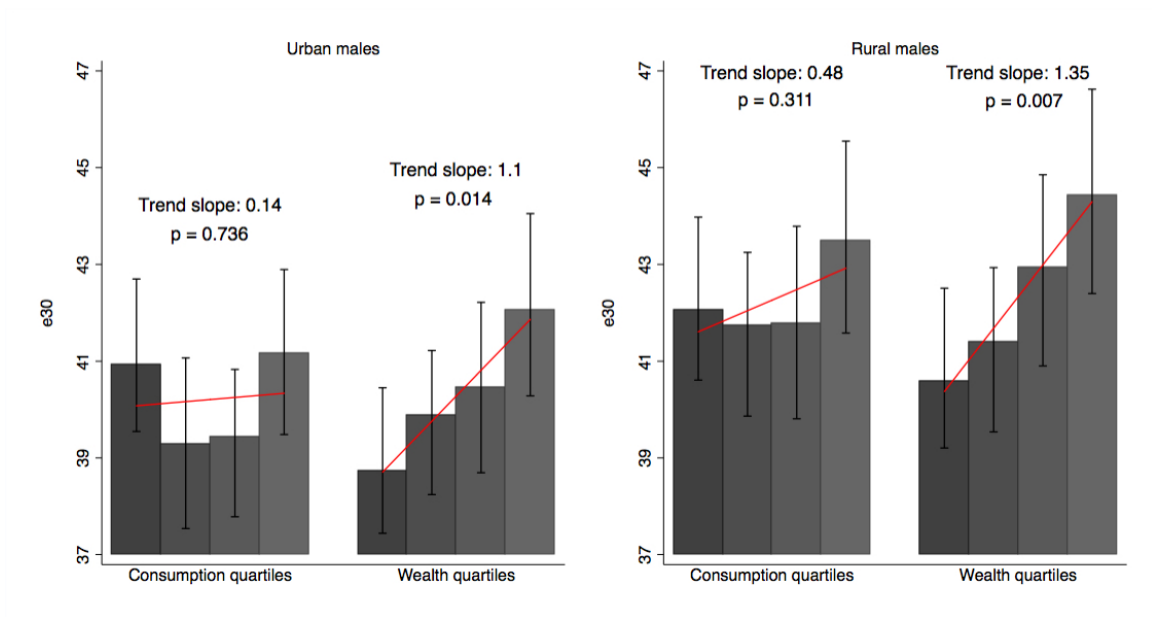 Urban males
Trend slope: 0.14
p = 0.736
Trend slope: 1.1
p = 0.014
e30
47
45
43
41
39
37
Consumption quartiles
Wealth quartiles
Rural males
Trend slope: 0.48
p = 0.311
Trend slope: 1.35
p = 0.007
e30
47
45
43
41
39
37
Consumption quartiles
Wealth quartiles